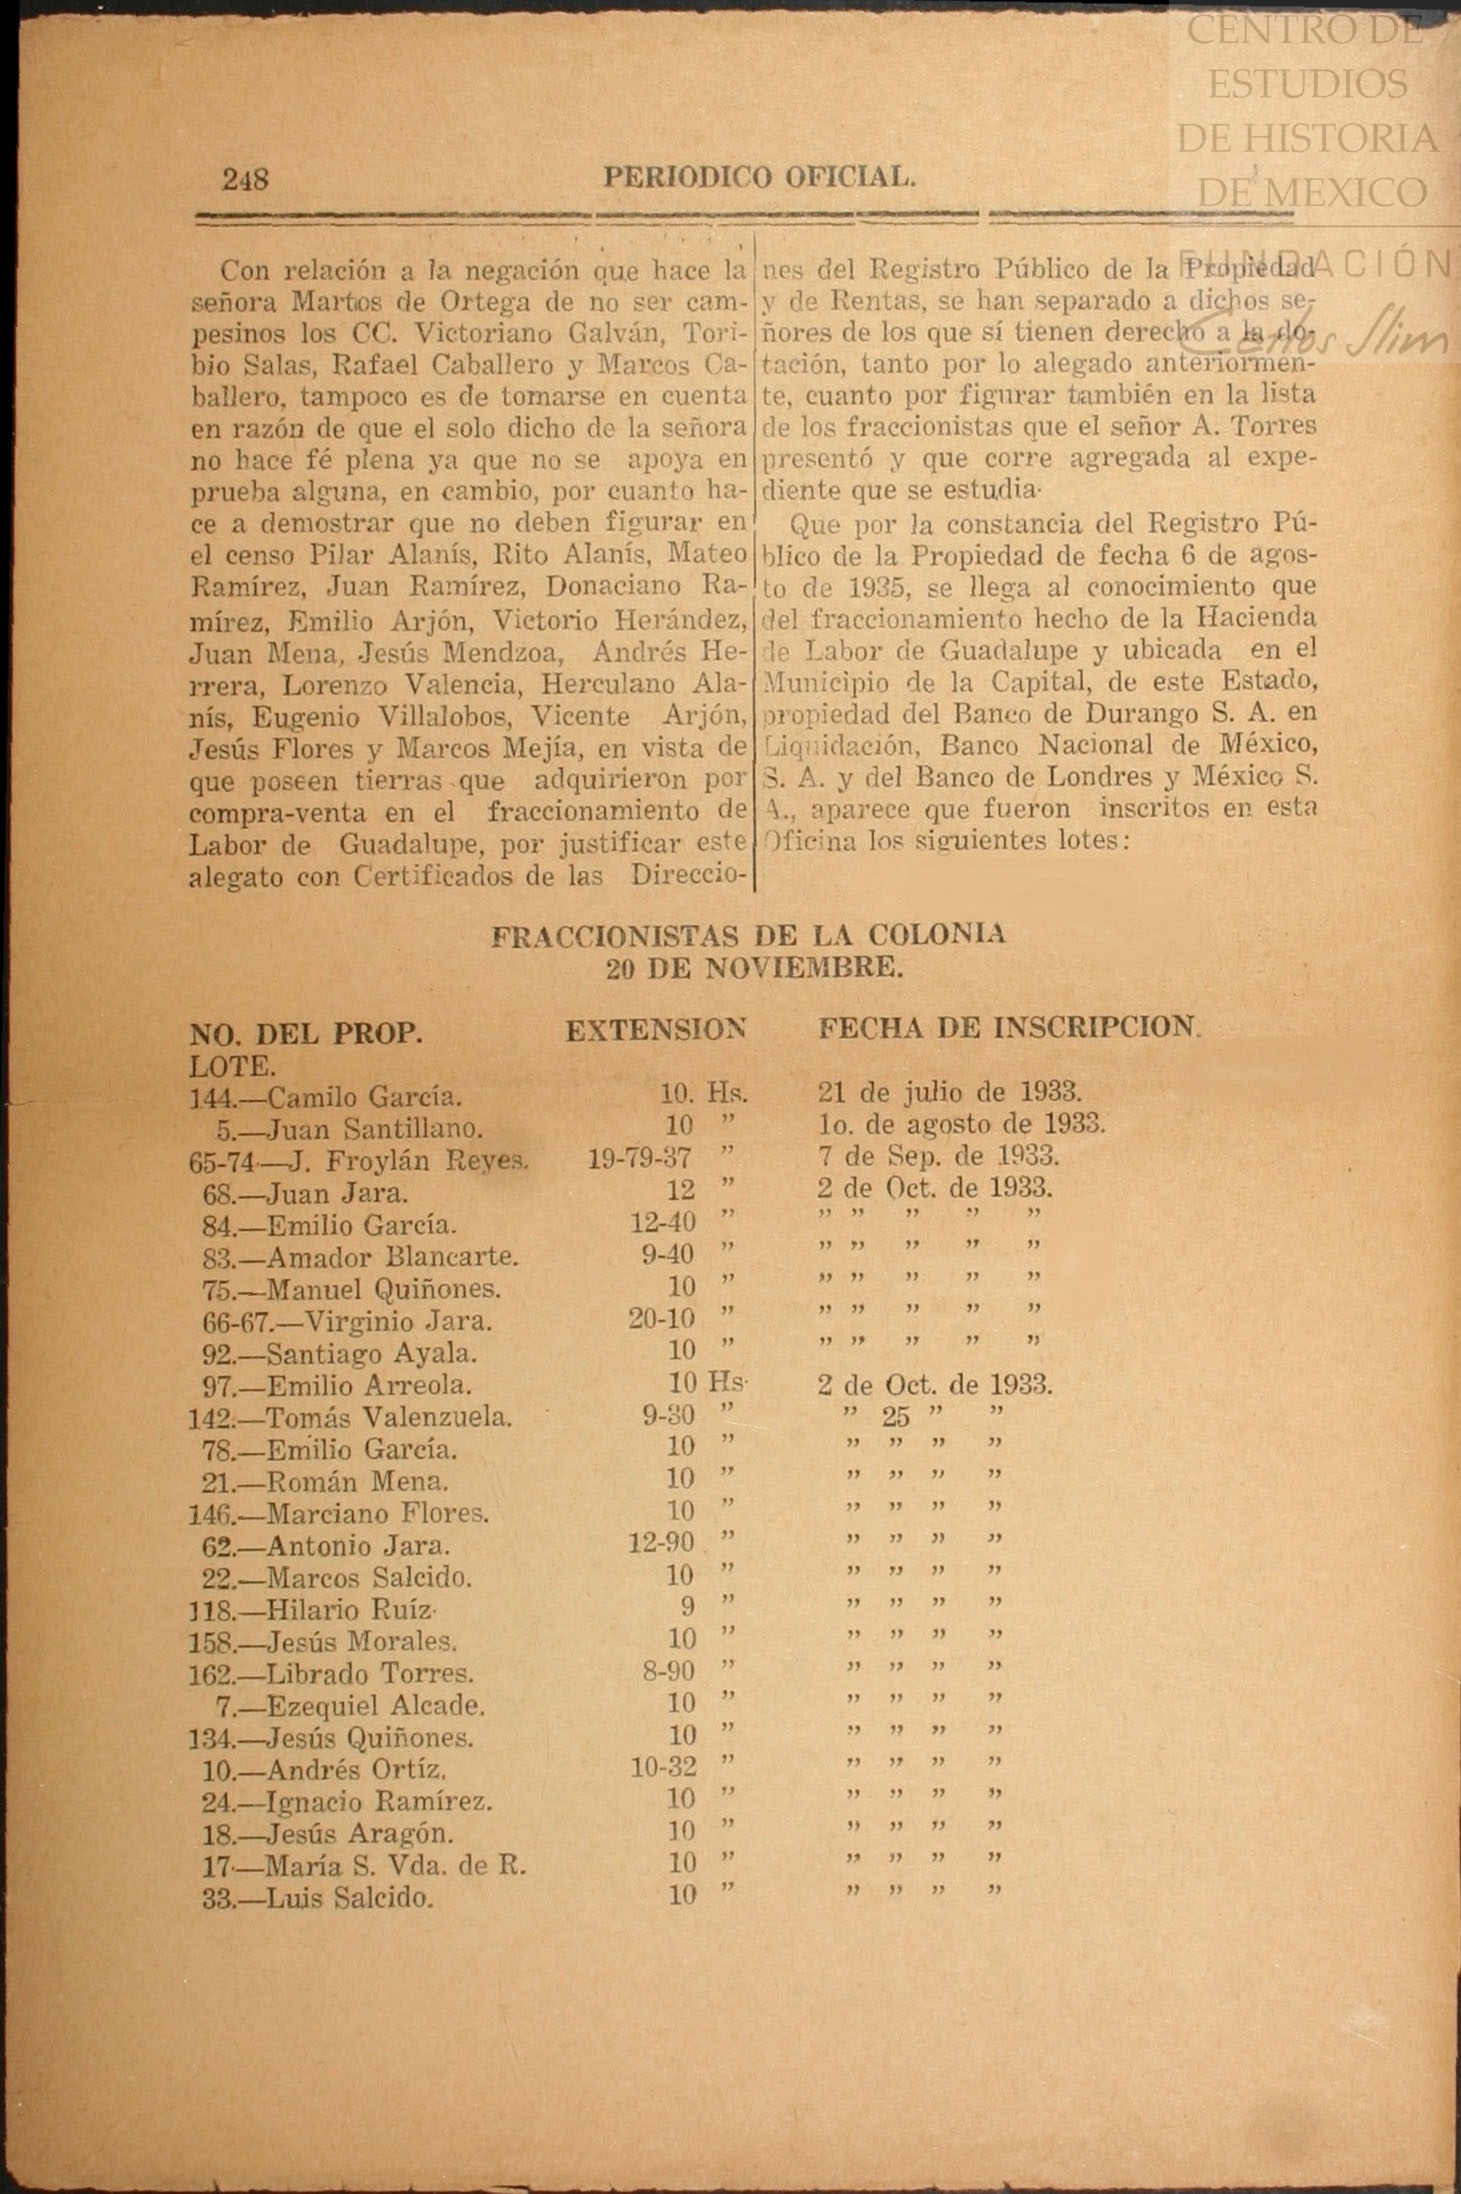 CENTRO DE
ESTUDIOS
DE HISTORIA
DE MEXICO
FUNDACIÓN
Carlos Slim
248
PERIODICO OFICIAL.
Con relación a la negación que hace la
señora Martos de Ortega de no ser cam-
pesinos los CC. Victoriano Galván, Tori-
bio Salas, Rafael Caballero y Marcos Ca-
ballero, tampoco es de tomarse en cuenta
en razón de que el solo dicho de la señora
no hace fé plena ya que no se apoya en
prueba alguna, en cambio, por cuanto ha-
ce a demostrar que no deben figurar en
el censo Pilar Alanís, Rito Alanís, Mateo
Ramírez, Juan Ramírez, Donaciano Ra-
mírez, Emilio Arjón, Victorio Herández,
Juan Mena, Jesús Mendzoa, Andrés He-
rrera, Lorenzo Valencia, Herculano Ala-
nís, Eugenio Villalobos, Vicente Arjón,
Jesús Flores y Marcos Mejía, en vista de
que poseen tierras que adquirieron por
compra-venta en el fraccionamiento de
Labor de Guadalupe, por justificar este
alegato con Certificados de las Direccio-
nes del Registro Público de la Propiedad
y de Rentas, se han separado a dichos se-
ñores de los que sí tienen derecho a la do-
tación, tanto por lo alegado anteriormen-
te, cuanto por figurar también en la lista
de los fraccionistas que el señor A. Torres
presentó y que corre agregada al expe-
diente que se estudia.
Que por la constancia del Registro Pú-
blico de la Propiedad de fecha 6 de agos-
to de 1935, se llega al conocimiento que
del fraccionamiento hecho de la Hacienda
de Labor de Guadalupe y ubicada en el
Municipio de la Capital, de este Estado,
propiedad del Banco de Durango S. A. en
Liquidación, Banco Nacional de México,
S. A. y del Banco de Londres y México S.
A., aparece que fueron inscritos en esta
Oficina los siguientes lotes:
FRACCIONISTAS DE LA COLONIA
20 DE NOVIEMBRE.
NO. DEL PROP. EXTENSION FECHA DE INSCRIPCION.
LOTE.
144.—Camilo García. 10. Hs. 21 de julio de 1933.
5.—Juan Santillano. 10 ” 1o. de agosto de 1933.
65-74.—J. Froylán Reyes. 19-79-37 ” 7 de Sep. de 1933.
68.—Juan Jara. 12 ” 2 de Oct. de 1933.
84.—Emilio García. 12-40 ” ” ” ” ” ”
83.—Amador Blancarte. 9-40 ” ” ” ” ” ”
75.—Manuel Quiñones. 10 ” ” ” ” ” ”
66-67.—Virginio Jara. 20-10 ” ” ” ” ” ”
92.—Santiago Ayala. 10 ” ” ” ” ” ”
97.—Emilio Arreola. 10 Hs. 2 de Oct. de 1933.
142.—Tomás Valenzuela. 9-30 ” ” 25 ” ”
78.—Emilio García. 10 ” ” ” ” ”
21.—Román Mena. 10 ” ” ” ” ”
146.—Marciano Flores. 10 ” ” ” ” ”
62.—Antonio Jara. 12-90 ” ” ” ” ”
22.—Marcos Salcido. 10 ” ” ” ” ”
118.—Hilario Ruíz. 9 ” ” ” ” ”
158.—Jesús Morales. 10 ” ” ” ” ”
162.—Librado Torres. 8-90 ” ” ” ” ”
7.—Ezequiel Alcade. 10 ” ” ” ” ”
134.—Jesús Quiñones. 10 ” ” ” ” ”
10.—Andrés Ortíz. 10-32 ” ” ” ” ”
24.—Ignacio Ramírez. 10 ” ” ” ” ”
18.—Jesús Aragón. 10 ” ” ” ” ”
17.—María S. Vda. de R. 10 ” ” ” ” ”
33.—Luis Salcido. 10 ” ” ” ” ”